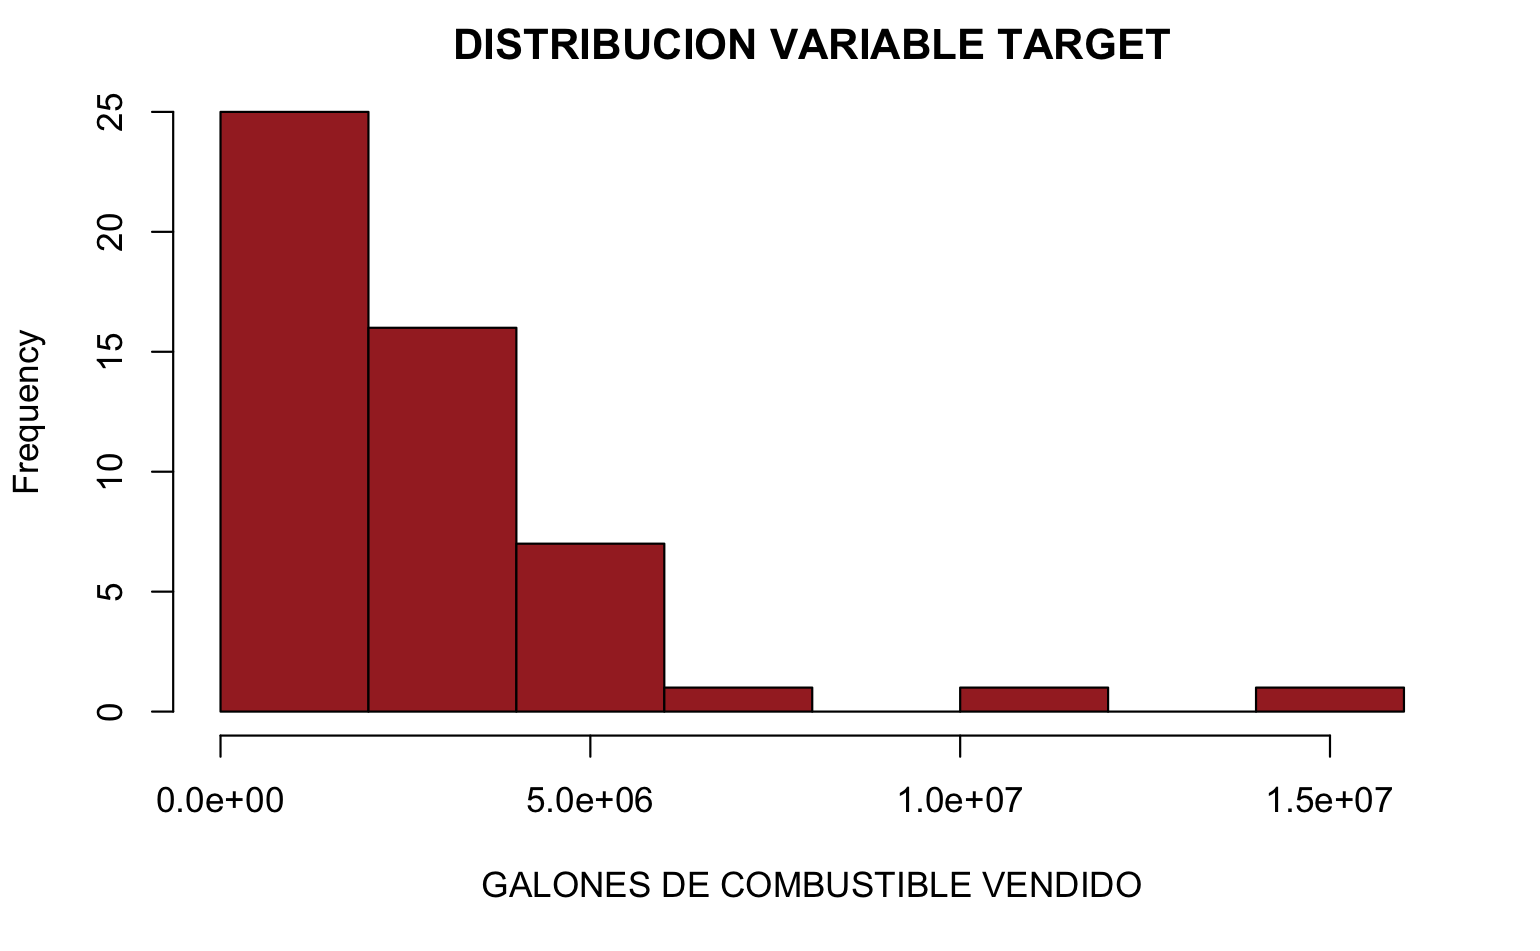 DISTRIBUCION VARIABLE TARGET
Frequency
25
20
15
10
5
0
0.0e+00 5.0e+06 1.0e+07 1.5e+07
GALONES DE COMBUSTIBLE VENDIDO